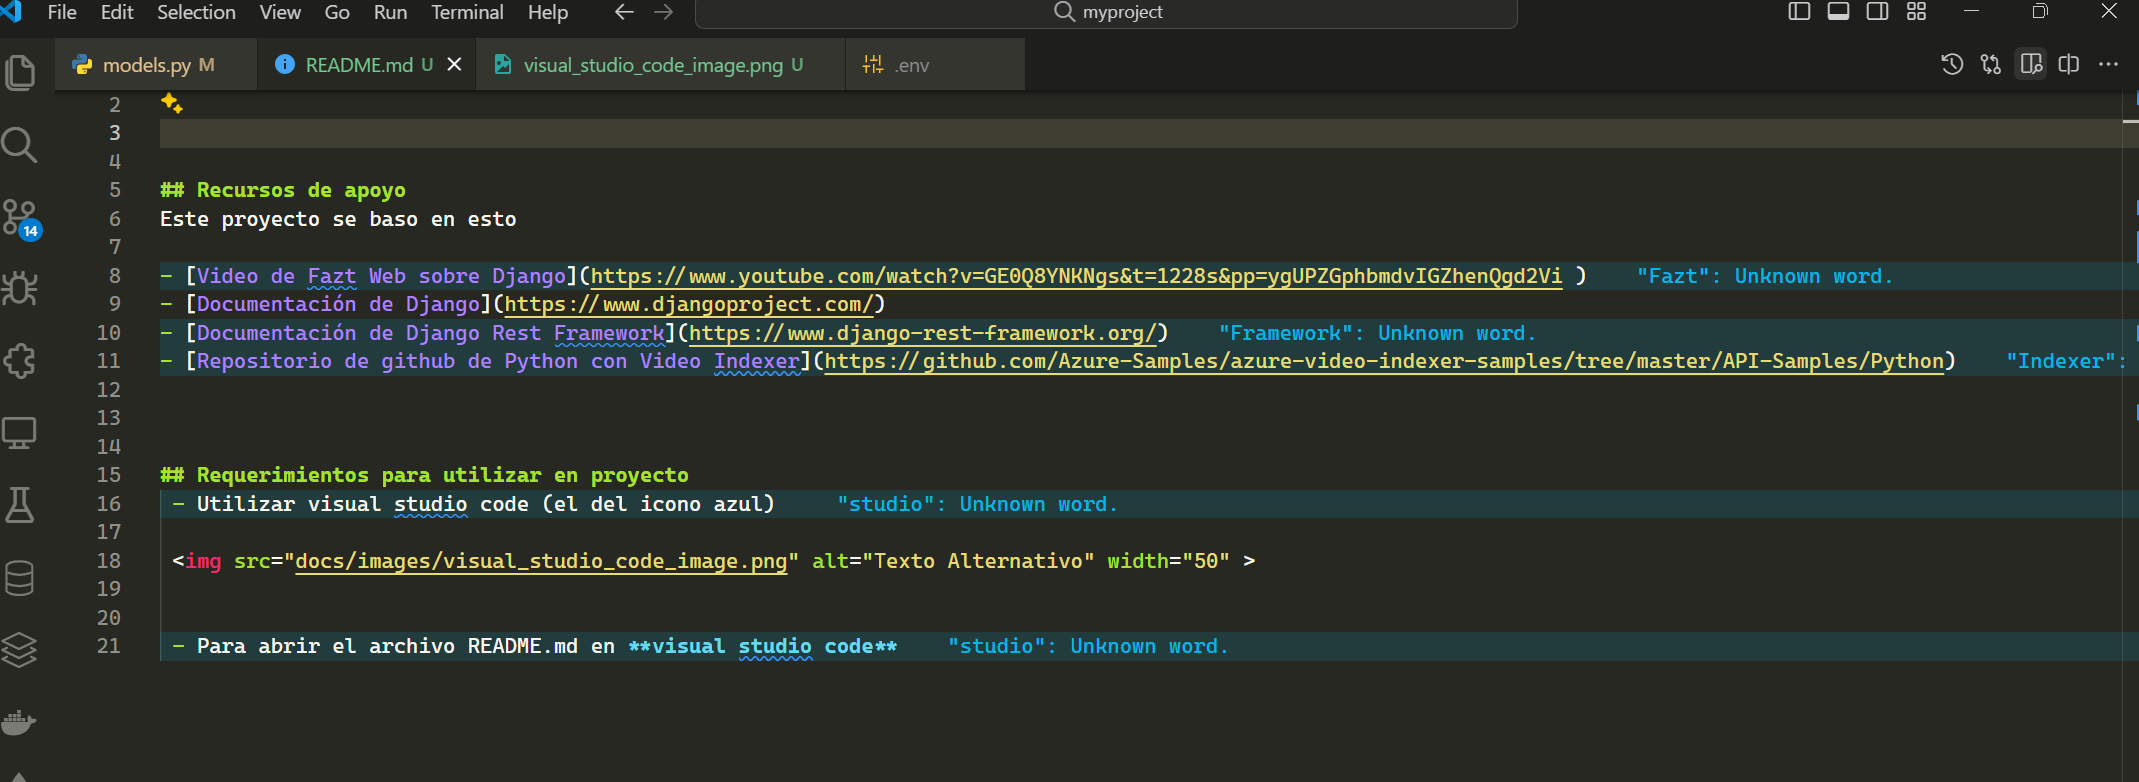 File Edit Selection View Go Run Terminal Help myproject
models.py M README.md U visual_studio_code_image.png U .env
14
2
3
4
5 ## Recursos de apoyo
6 Este proyecto se baso en esto
7
8 - [Video de Fazt Web sobre Django](https://www.youtube.com/watch?v=GE0Q8YNKNgs&t=1228s&pp=ygUPZGphbmdvIGZhenQgd2Vi ) "Fazt": Unknown word.
9 - [Documentación de Django](https://www.djangoproject.com/)
10 - [Documentación de Django Rest Framework](https://www.django-rest-framework.org/) "Framework": Unknown word.
11 - [Repositorio de github de Python con Video Indexer](https://github.com/Azure-Samples/azure-video-indexer-samples/tree/master/API-Samples/Python) "Indexer":
12
13
14
15 ## Requerimientos para utilizar en proyecto
16 - Utilizar visual studio code (el del icono azul) "studio": Unknown word.
17
18 <img src="docs/images/visual_studio_code_image.png" alt="Texto Alternativo" width="50" >
19
20
21 - Para abrir el archivo README.md en **visual studio code** "studio": Unknown word.